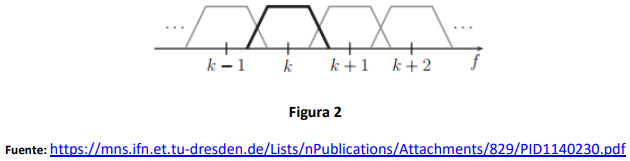 ... ...
k − 1 k k + 1 k + 2 f
Figura 2
Fuente: https://mns.ifn.et.tu-dresden.de/Lists/nPublications/Attachments/829/PID1140230.pdf